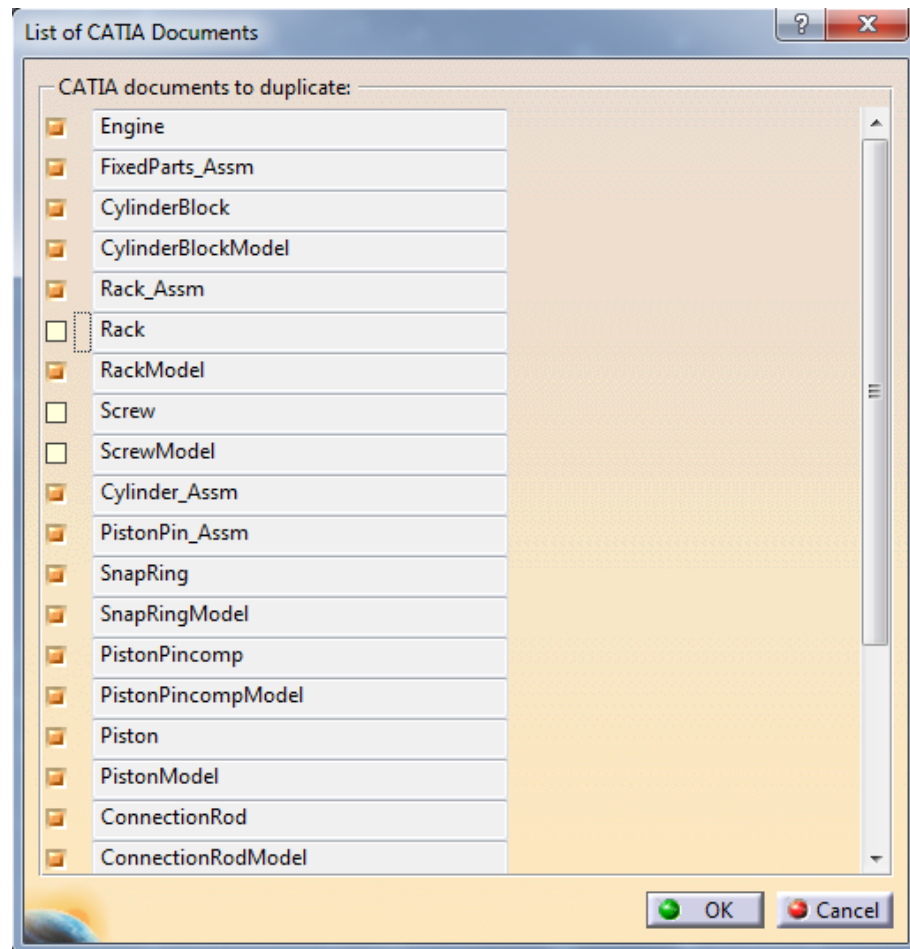 List of CATIA Documents
CATIA documents to duplicate:
Engine
FixedParts_Assm
CylinderBlock
CylinderBlockModel
Rack_Assm
Rack
RackModel
Screw
ScrewModel
Cylinder_Assm
PistonPin_Assm
SnapRing
SnapRingModel
PistonPincomp
PistonPincompModel
Piston
PistonModel
ConnectionRod
ConnectionRodModel
OK Cancel